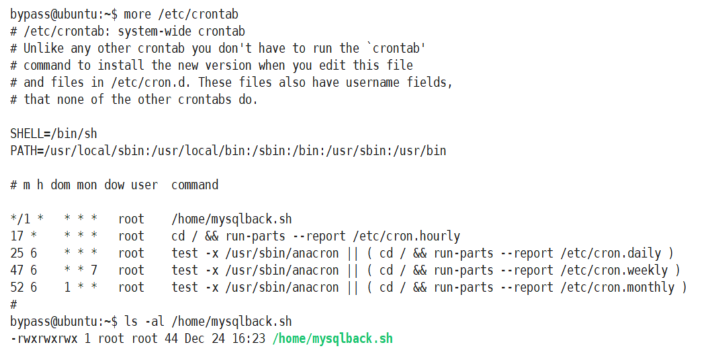 bypass@ubuntu:~$ more /etc/crontab
# /etc/crontab: system-wide crontab
# Unlike any other crontab you don't have to run the `crontab'
# command to install the new version when you edit this file
# and files in /etc/cron.d. These files also have username fields,
# that none of the other crontabs do.
SHELL=/bin/sh
PATH=/usr/local/sbin:/usr/local/bin:/sbin:/bin:/usr/sbin:/usr/bin
# m h dom mon dow user  command
*/1 *   * * *   root    /home/mysqlback.sh
17 *    * * *   root    cd / && run-parts --report /etc/cron.hourly
25 6    * * *   root    test -x /usr/sbin/anacron || ( cd / && run-parts --report /etc/cron.daily )
47 6    * * 7   root    test -x /usr/sbin/anacron || ( cd / && run-parts --report /etc/cron.weekly )
52 6    1 * *   root    test -x /usr/sbin/anacron || ( cd / && run-parts --report /etc/cron.monthly )
#
bypass@ubuntu:~$ ls -al /home/mysqlback.sh
-rwxrwxrwx 1 root root 44 Dec 24 16:23 /home/mysqlback.sh